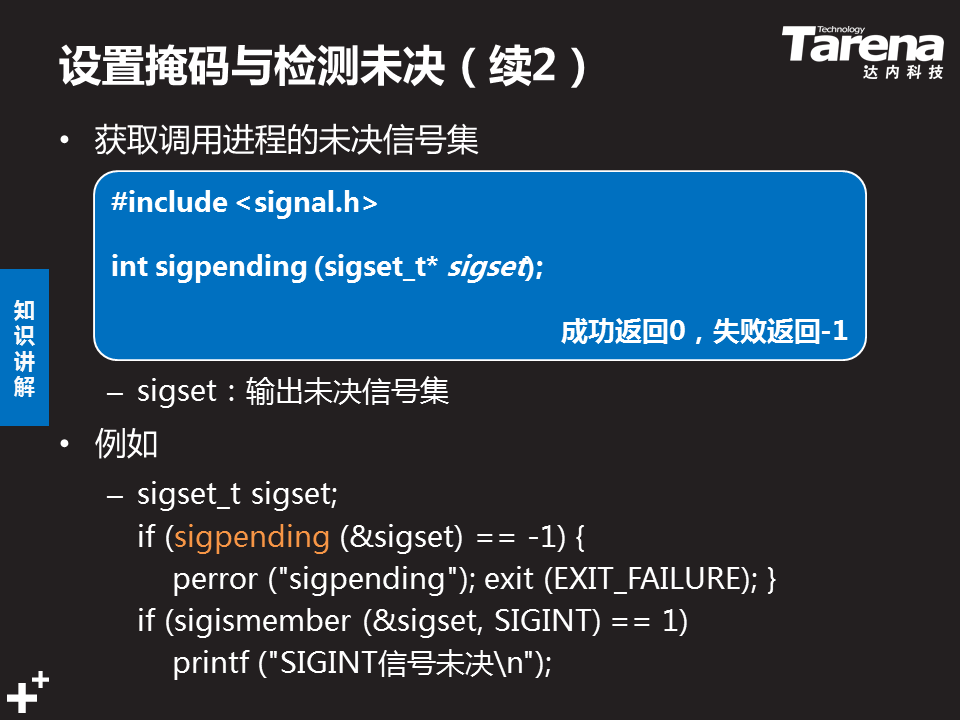 设置掩码与检测未决（续2）
Technology
Tarena
达内科技
• 获取调用进程的未决信号集
#include <signal.h>
int sigpending (sigset_t* sigset);
成功返回0，失败返回-1
知识讲解
– sigset：输出未决信号集
• 例如
– sigset_t sigset;
if (sigpending (&sigset) == -1) {
perror ("sigpending"); exit (EXIT_FAILURE); }
if (sigismember (&sigset, SIGINT) == 1)
printf ("SIGINT信号未决\n");